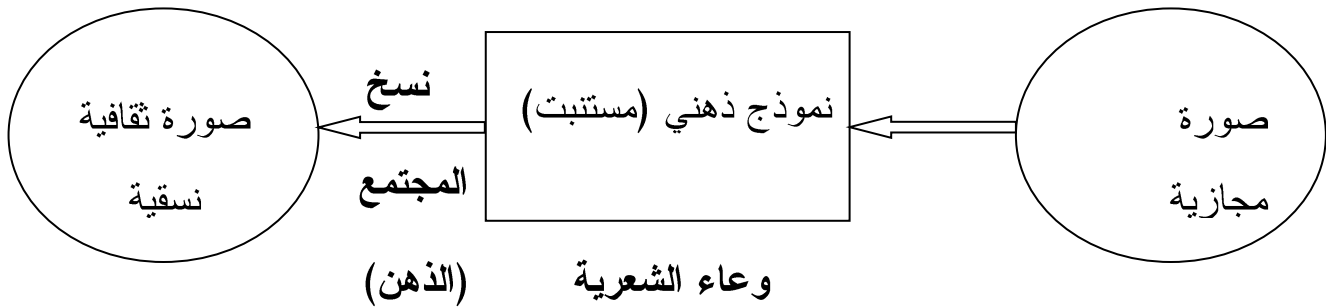 صورة
مجازية
نموذج ذهني (مستنبت)
وعاء الشعرية
نسخ
المجتمع
(الذهن)
صورة ثقافية
نسقية